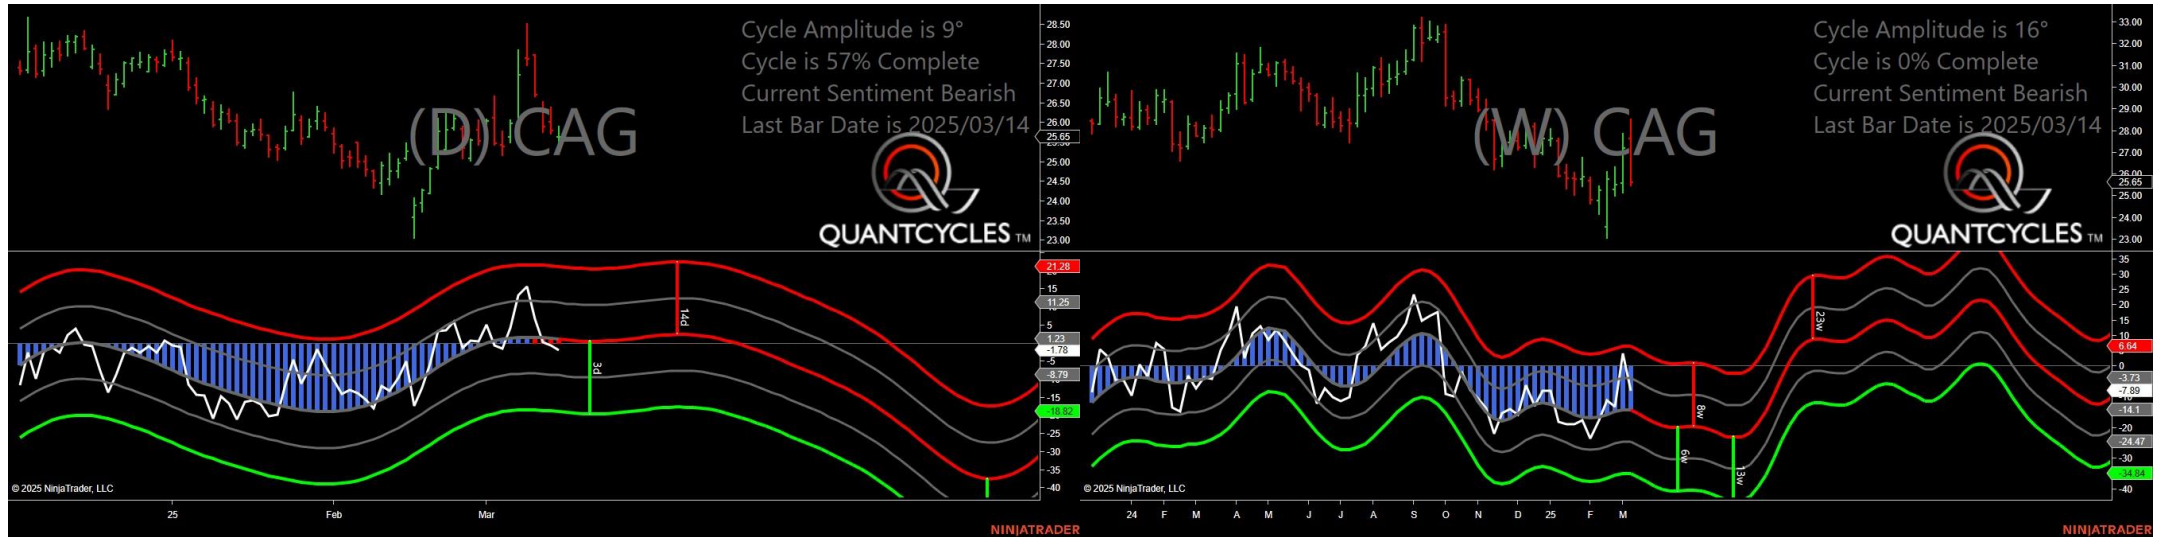 Cycle Amplitude is 9°
Cycle is 57% Complete
Current Sentiment Bearish
Last Bar Date is 2025/03/14
(D) CAG
QUANTCYCLES TM
28.50
28.00
27.50
27.00
26.50
26.00
25.65
25.00
24.50
24.00
23.50
23.00
21.28
15
11.25
5
1.23
-1.78
-5
-8.79
-15
-18.82
-25
-30
-35
-40
14d
3d
© 2025 NinjaTrader, LLC
25
Feb
Mar
NINJATRADER
Cycle Amplitude is 16°
Cycle is 0% Complete
Current Sentiment Bearish
Last Bar Date is 2025/03/14
(W) CAG
QUANTCYCLES TM
33.00
32.00
31.00
30.00
29.00
28.00
27.00
26.00
25.65
25.00
24.00
23.00
35
30
25
20
15
10
6.64
0
-3.73
-7.89
-14.1
-20
-24.47
-30
-34.84
-40
23w
8w
6w
13w
© 2025 NinjaTrader, LLC
24 F M A M J J A S O N D 25 F M
NINJATRADER